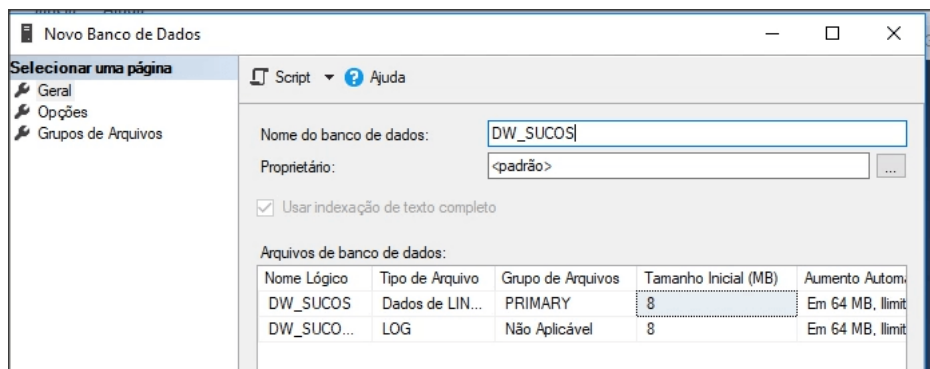 Novo Banco de Dados
Selecionar uma página
Geral
Opções
Grupos de Arquivos
Script Ajuda
Nome do banco de dados: DW_SUCOS
Proprietário: <padrão> ...
Usar indexação de texto completo
Arquivos de banco de dados:
Nome Lógico Tipo de Arquivo Grupo de Arquivos Tamanho Inicial (MB) Aumento Autom
DW_SUCOS Dados de LIN... PRIMARY 8 Em 64 MB, Ilimit
DW_SUCO... LOG Não Aplicável 8 Em 64 MB, Ilimit